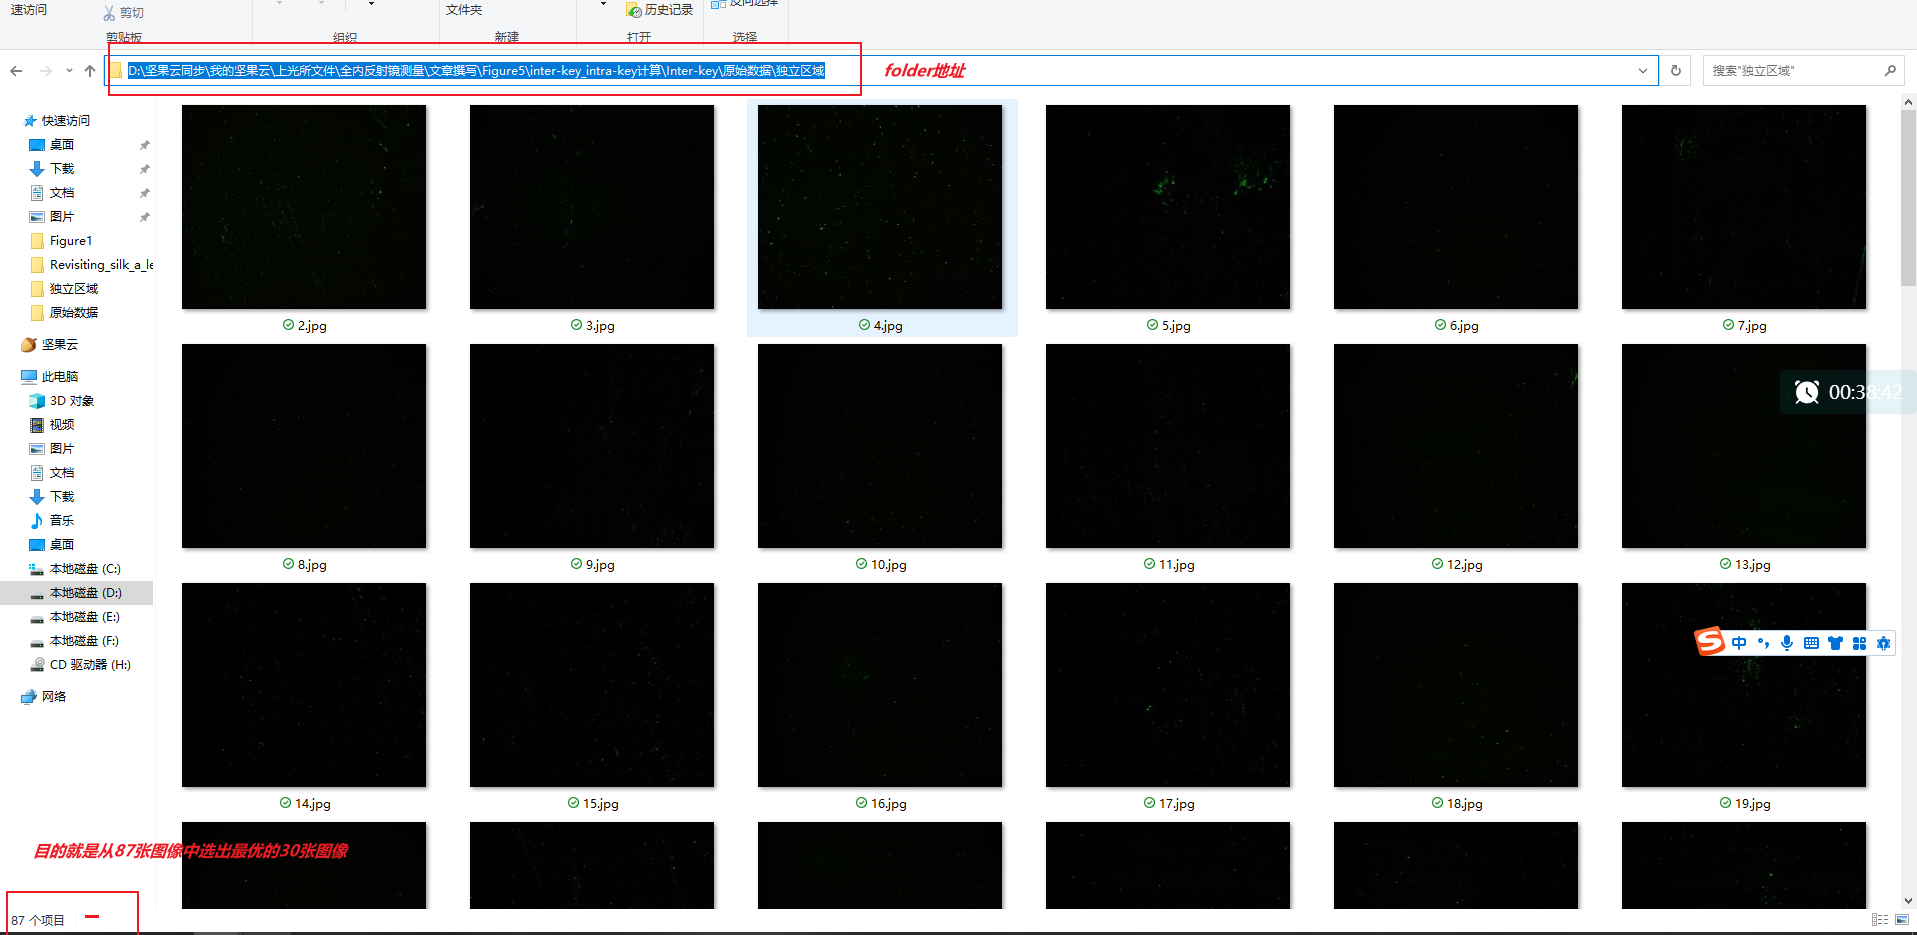 速访问
剪切
文件夹
历史记录
反向选择
剪贴板
组织
新建
打开
选择
D:\坚果云同步\我的坚果云\上光所文件\全内反射镜测量\文章撰写\Figure5\inter-key_intra-key计算\Inter-key\原始数据\独立区域
folder地址
搜索"独立区域"
快速访问
桌面
下载
文档
图片
Figure1
Revisiting_silk_a_le
独立区域
原始数据
坚果云
此电脑
3D 对象
视频
图片
文档
下载
音乐
桌面
本地磁盘 (C:)
本地磁盘 (D:)
本地磁盘 (E:)
本地磁盘 (F:)
CD 驱动器 (H:)
网络
2.jpg
3.jpg
4.jpg
5.jpg
6.jpg
7.jpg
00:38:42
8.jpg
9.jpg
10.jpg
11.jpg
12.jpg
13.jpg
中
14.jpg
15.jpg
16.jpg
17.jpg
18.jpg
19.jpg
目的就是从87张图像中选出最优的30张图像
87 个项目